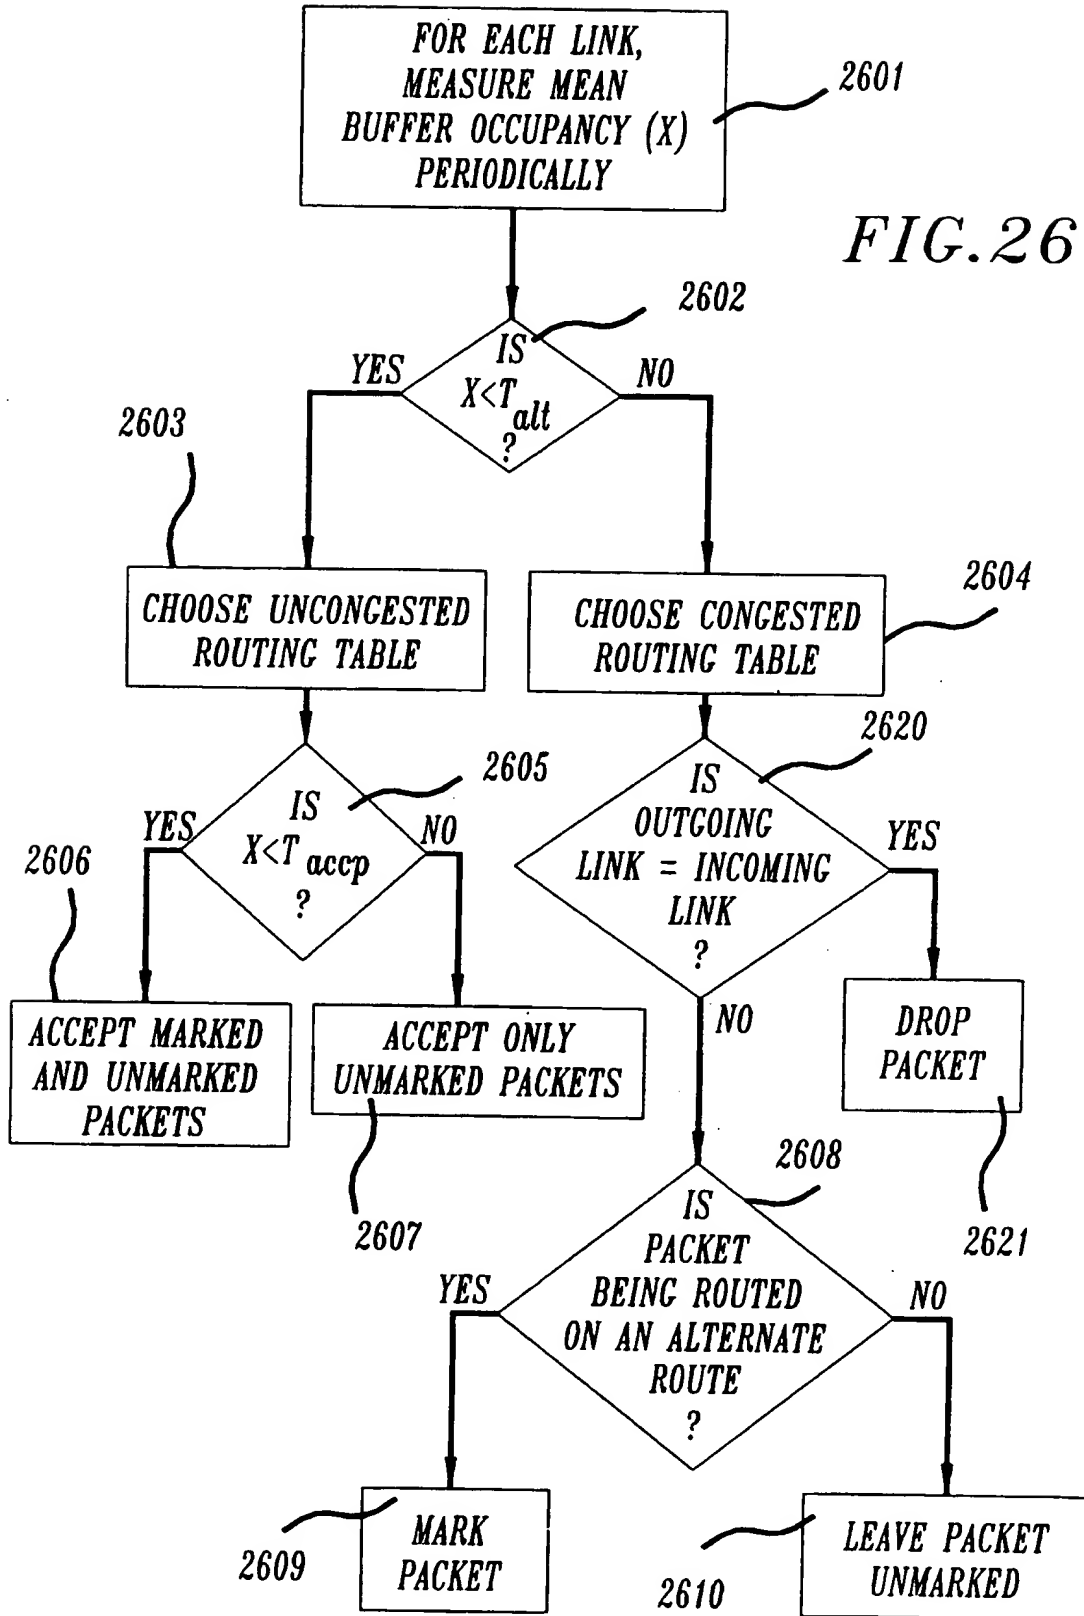 FOR EACH LINK,
MEASURE MEAN
BUFFER OCCUPANCY (X)
PERIODICALLY
2601
FIG.26
2602
IS
X<T_alt
?
YES
NO
2603
CHOOSE UNCONGESTED
ROUTING TABLE
2604
CHOOSE CONGESTED
ROUTING TABLE
2605
IS
X<T_accp
?
YES
NO
2620
IS
OUTGOING
LINK = INCOMING
LINK
?
YES
NO
2606
ACCEPT MARKED
AND UNMARKED
PACKETS
ACCEPT ONLY
UNMARKED PACKETS
2607
DROP
PACKET
2621
2608
IS
PACKET
BEING ROUTED
ON AN ALTERNATE
ROUTE
?
YES
NO
2609
MARK
PACKET
2610
LEAVE PACKET
UNMARKED